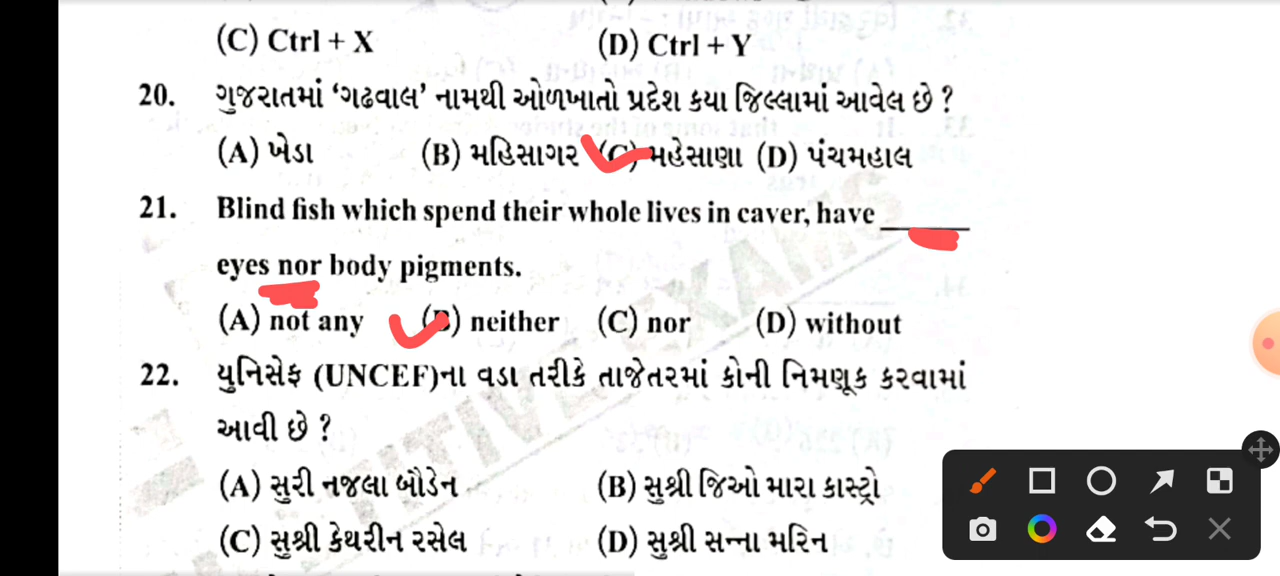 (C) Ctrl + X (D) Ctrl + Y
20. ગુજરાતમાં ‘ગઢવાલ’ નામથી ઓળખાતો પ્રદેશ કયા જિલ્લામાં આવેલ છે ?
(A) ખેડા (B) મહિસાગર (C) મહેસાણા (D) પંચમહાલ
21. Blind fish which spend their whole lives in caver, have ______
eyes nor body pigments.
(A) not any (B) neither (C) nor (D) without
22. યુનિસેફ (UNCEF)ના વડા તરીકે તાજેતરમાં કોની નિમણૂક કરવામાં
આવી છે ?
(A) સુરી નજલા બૌડેન (B) સુશ્રી જિઓ મારા કાસ્ટ્રો
(C) સુશ્રી કેથરીન રસેલ (D) સુશ્રી સન્ના મરિન